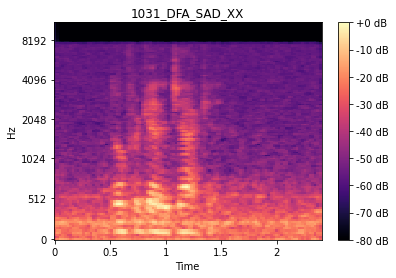 1031_DFA_SAD_XX
8192
4096
2048
1024
512
0
Hz
0
0.5
1
1.5
2
Time
+0 dB
-10 dB
-20 dB
-30 dB
-40 dB
-50 dB
-60 dB
-70 dB
-80 dB